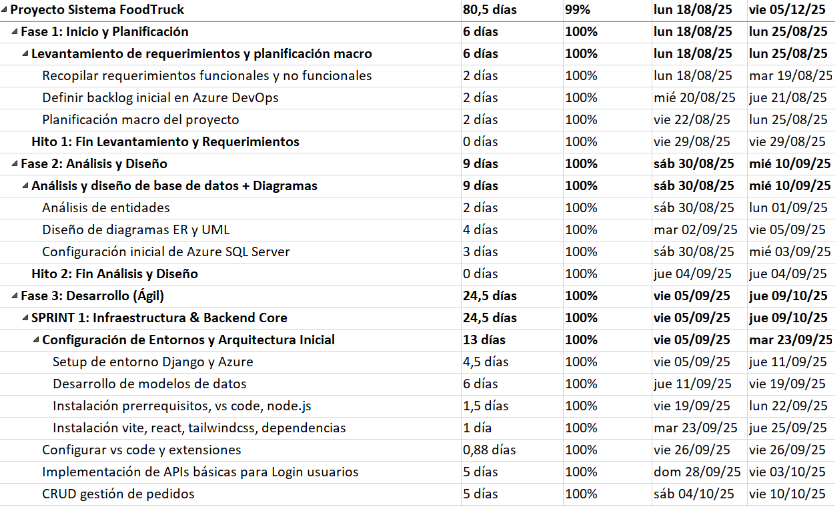 Proyecto Sistema FoodTruck 80,5 días 99% lun 18/08/25 vie 05/12/25
Fase 1: Inicio y Planificación 6 días 100% lun 18/08/25 lun 25/08/25
Levantamiento de requerimientos y planificación macro 6 días 100% lun 18/08/25 lun 25/08/25
Recopilar requerimientos funcionales y no funcionales 2 días 100% lun 18/08/25 mar 19/08/25
Definir backlog inicial en Azure DevOps 2 días 100% mié 20/08/25 jue 21/08/25
Planificación macro del proyecto 2 días 100% vie 22/08/25 lun 25/08/25
Hito 1: Fin Levantamiento y Requerimientos 0 días 100% vie 29/08/25 vie 29/08/25
Fase 2: Análisis y Diseño 9 días 100% sáb 30/08/25 mié 10/09/25
Análisis y diseño de base de datos + Diagramas 9 días 100% sáb 30/08/25 mié 10/09/25
Análisis de entidades 2 días 100% sáb 30/08/25 lun 01/09/25
Diseño de diagramas ER y UML 4 días 100% mar 02/09/25 vie 05/09/25
Configuración inicial de Azure SQL Server 3 días 100% sáb 30/08/25 mié 03/09/25
Hito 2: Fin Análisis y Diseño 0 días 100% jue 04/09/25 jue 04/09/25
Fase 3: Desarrollo (Ágil) 24,5 días 100% vie 05/09/25 jue 09/10/25
SPRINT 1: Infraestructura & Backend Core 24,5 días 100% vie 05/09/25 jue 09/10/25
Configuración de Entornos y Arquitectura Inicial 13 días 100% vie 05/09/25 mar 23/09/25
Setup de entorno Django y Azure 4,5 días 100% vie 05/09/25 jue 11/09/25
Desarrollo de modelos de datos 6 días 100% jue 11/09/25 vie 19/09/25
Instalación prerrequisitos, vs code, node.js 1,5 días 100% vie 19/09/25 lun 22/09/25
Instalación vite, react, tailwindcss, dependencias 1 día 100% mar 23/09/25 jue 25/09/25
Configurar vs code y extensiones 0,88 días 100% vie 26/09/25 vie 26/09/25
Implementación de APIs básicas para Login usuarios 5 días 100% dom 28/09/25 vie 03/10/25
CRUD gestión de pedidos 5 días 100% sáb 04/10/25 vie 10/10/25